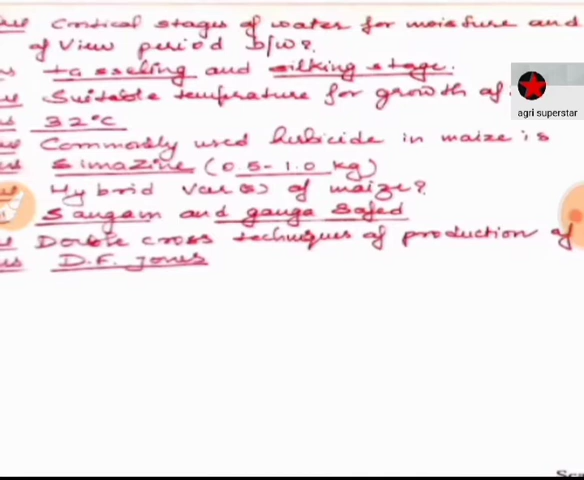 Critical stages of water for moisture and
of view period b/w?
tasseling and silking stage.
Suitable temperature for growth of
32°C
agri superstar
Commonly used herbicide in maize is
Simazine (0.5-1.0 kg)
Hybrid Var(s) of maize?
Sangam and ganga Safed
Double cross techniques of production of
D.F. Jones